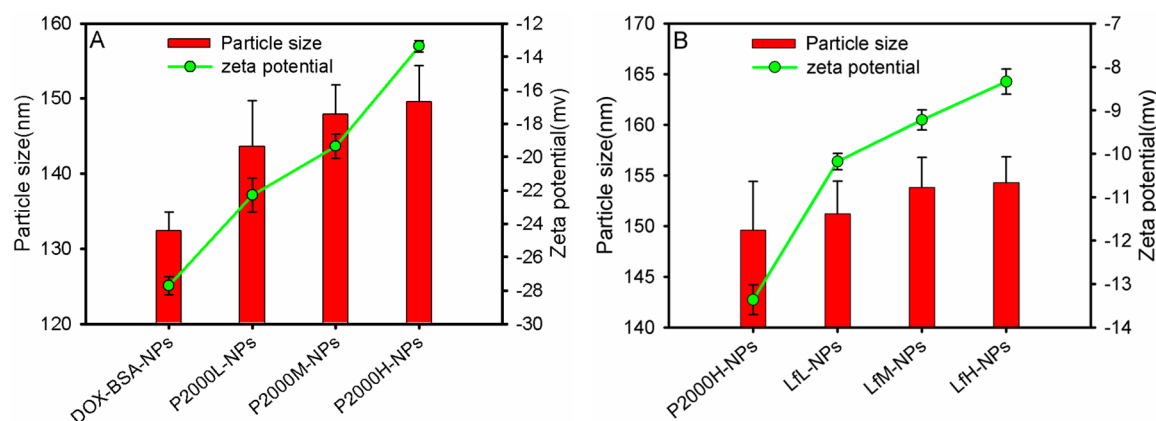 A
Particle size
zeta potential
Particle size(nm)
160
150
140
130
120
-12
-14
-16
-18
-20
-22
-24
-26
-28
-30
Zeta potential(mv)
DOX-BSA-NPs
P2000L-NPs
P2000M-NPs
P2000H-NPs
B
Particle size
zeta potential
Particle size(nm)
170
165
160
155
150
145
140
-7
-8
-9
-10
-11
-12
-13
-14
Zeta potential(mv)
P2000H-NPs
LfL-NPs
LfM-NPs
LfH-NPs